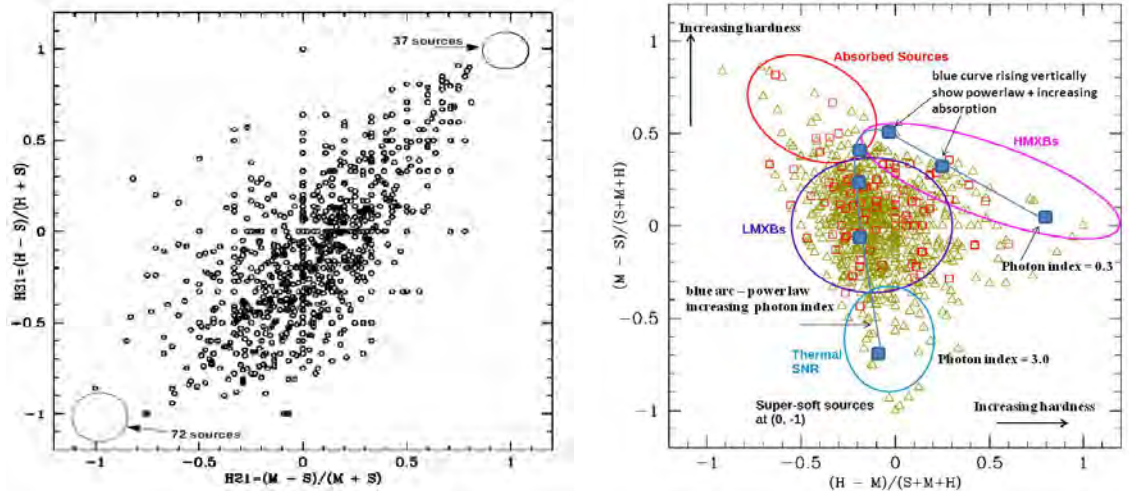 37 sources
72 sources
H31=(H − S)/(H + S)
1
0.5
0
−0.5
−1
−1
−0.5
0
0.5
1
H21=(M − S)/(M + S)
Increasing hardness
Absorbed Sources
blue curve rising vertically
show powerlaw + increasing
absorption
HMXBs
LMXBs
Photon index = 0.3
blue arc – powerlaw
increasing photon index
Thermal
SNR
Photon index = 3.0
Super-soft sources
at (0, -1)
Increasing hardness
(M − S)/(S+M+H)
1
0.5
0
−0.5
−1
−1
−0.5
0
0.5
1
(H − M)/(S+M+H)